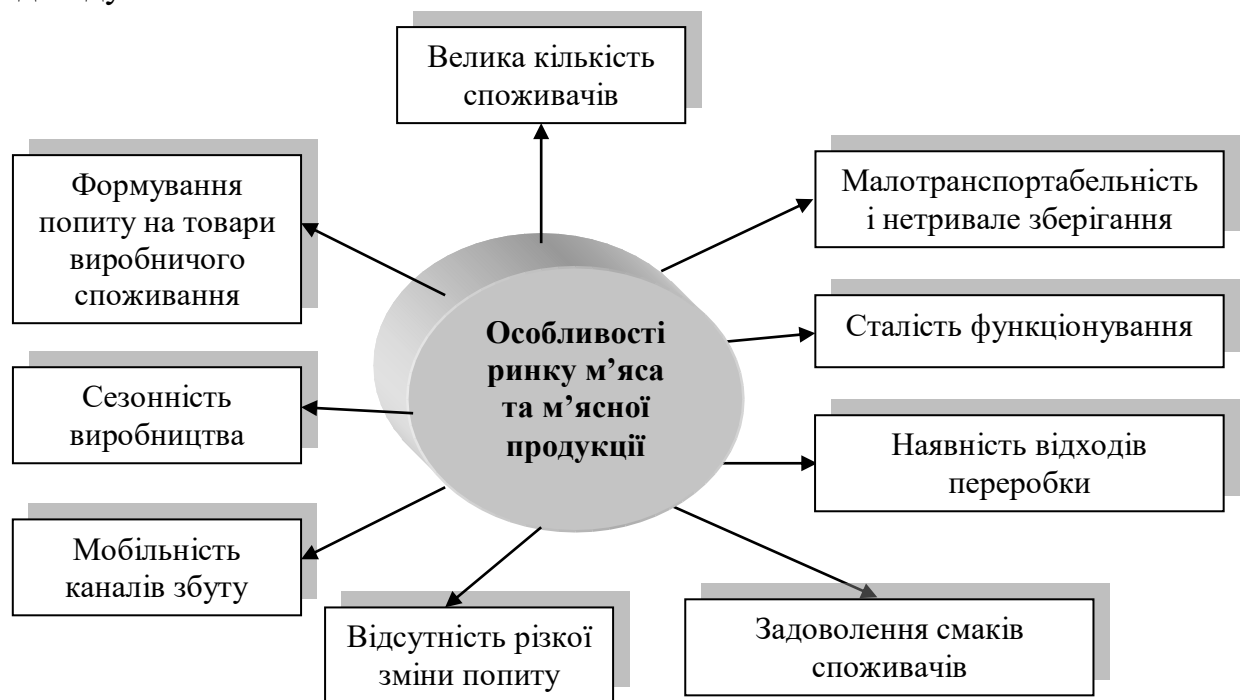 Велика кількість
споживачів
Формування
попиту на товари
виробничого
споживання
Малотранспортабельність
і нетривале зберігання
Сталість функціонування
Особливості
ринку м’яса
та м’ясної
продукції
Сезонність
виробництва
Наявність відходів
переробки
Мобільність
каналів збуту
Відсутність різкої
зміни попиту
Задоволення смаків
споживачів